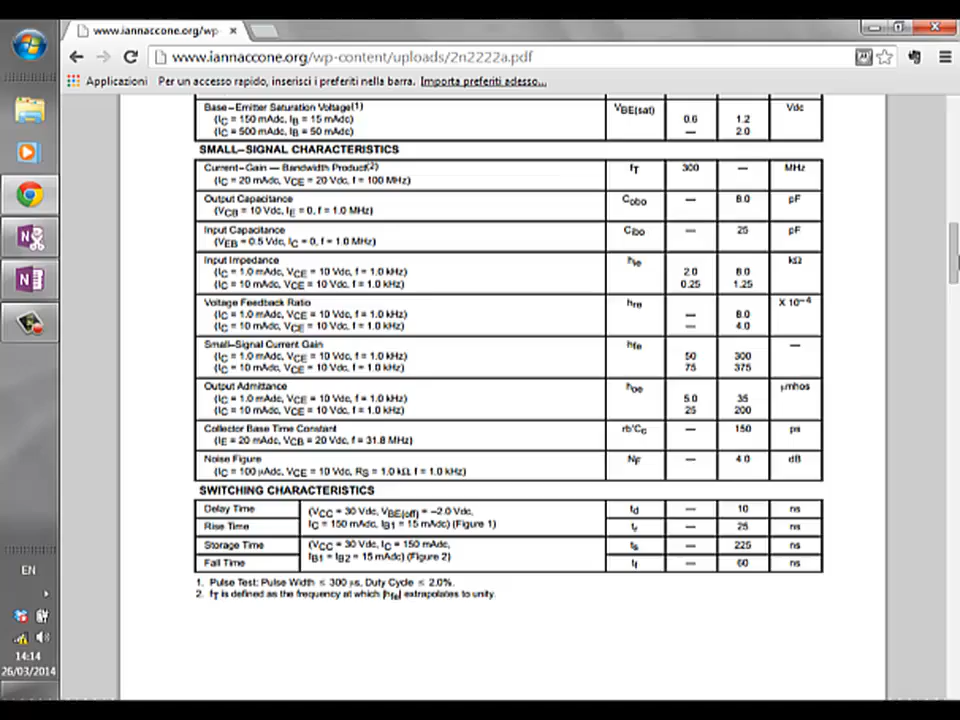 www.iannaccone.org/wp-
www.iannaccone.org/wp-content/uploads/2n2222a.pdf
Applicazioni Per un accesso rapido, inserisci i preferiti nella barra. Importa preferiti adesso...
Base–Emitter Saturation Voltage(1) VBE(sat) Vdc
(IC = 150 mAdc, IB = 15 mAdc) 0.6 1.2
(IC = 500 mAdc, IB = 50 mAdc) — 2.0
SMALL–SIGNAL CHARACTERISTICS
Current–Gain — Bandwidth Product(2) fT 300 — MHz
(IC = 20 mAdc, VCE = 20 Vdc, f = 100 MHz)
Output Capacitance Cobo — 8.0 pF
(VCB = 10 Vdc, IE = 0, f = 1.0 MHz)
Input Capacitance Cibo — 25 pF
(VEB = 0.5 Vdc, IC = 0, f = 1.0 MHz)
Input Impedance hie kΩ
(IC = 1.0 mAdc, VCE = 10 Vdc, f = 1.0 kHz) 2.0 8.0
(IC = 10 mAdc, VCE = 10 Vdc, f = 1.0 kHz) 0.25 1.25
Voltage Feedback Ratio hre X 10–4
(IC = 1.0 mAdc, VCE = 10 Vdc, f = 1.0 kHz) — 8.0
(IC = 10 mAdc, VCE = 10 Vdc, f = 1.0 kHz) — 4.0
Small–Signal Current Gain hfe —
(IC = 1.0 mAdc, VCE = 10 Vdc, f = 1.0 kHz) 50 300
(IC = 10 mAdc, VCE = 10 Vdc, f = 1.0 kHz) 75 375
Output Admittance hoe μmhos
(IC = 1.0 mAdc, VCE = 10 Vdc, f = 1.0 kHz) 5.0 35
(IC = 10 mAdc, VCE = 10 Vdc, f = 1.0 kHz) 25 200
Collector Base Time Constant rb′CC — 150 ps
(IE = 20 mAdc, VCB = 20 Vdc, f = 31.8 MHz)
Noise Figure NF — 4.0 dB
(IC = 100 μAdc, VCE = 10 Vdc, RS = 1.0 kΩ, f = 1.0 kHz)
SWITCHING CHARACTERISTICS
Delay Time (VCC = 30 Vdc, VBE(off) = –2.0 Vdc, td — 10 ns
Rise Time IC = 150 mAdc, IB1 = 15 mAdc) (Figure 1) tr — 25 ns
Storage Time (VCC = 30 Vdc, IC = 150 mAdc, ts — 225 ns
Fall Time IB1 = IB2 = 15 mAdc) (Figure 2) tf — 60 ns
1. Pulse Test: Pulse Width ≤ 300 μs, Duty Cycle ≤ 2.0%.
2. fT is defined as the frequency at which |hfe| extrapolates to unity.
EN
14:14
26/03/2014